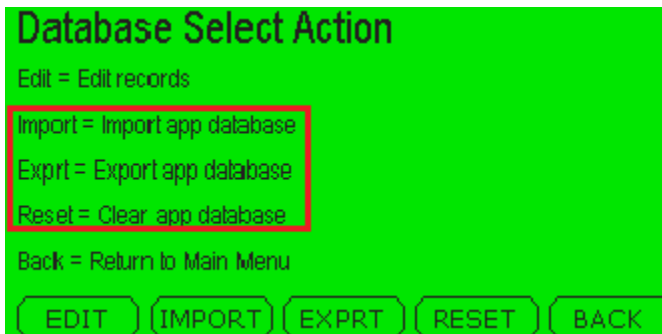 Database Select Action
Edit = Edit records
Import = Import app database
Exprt = Export app database
Reset = Clear app database
Back = Return to Main Menu
EDIT IMPORT EXPRT RESET BACK